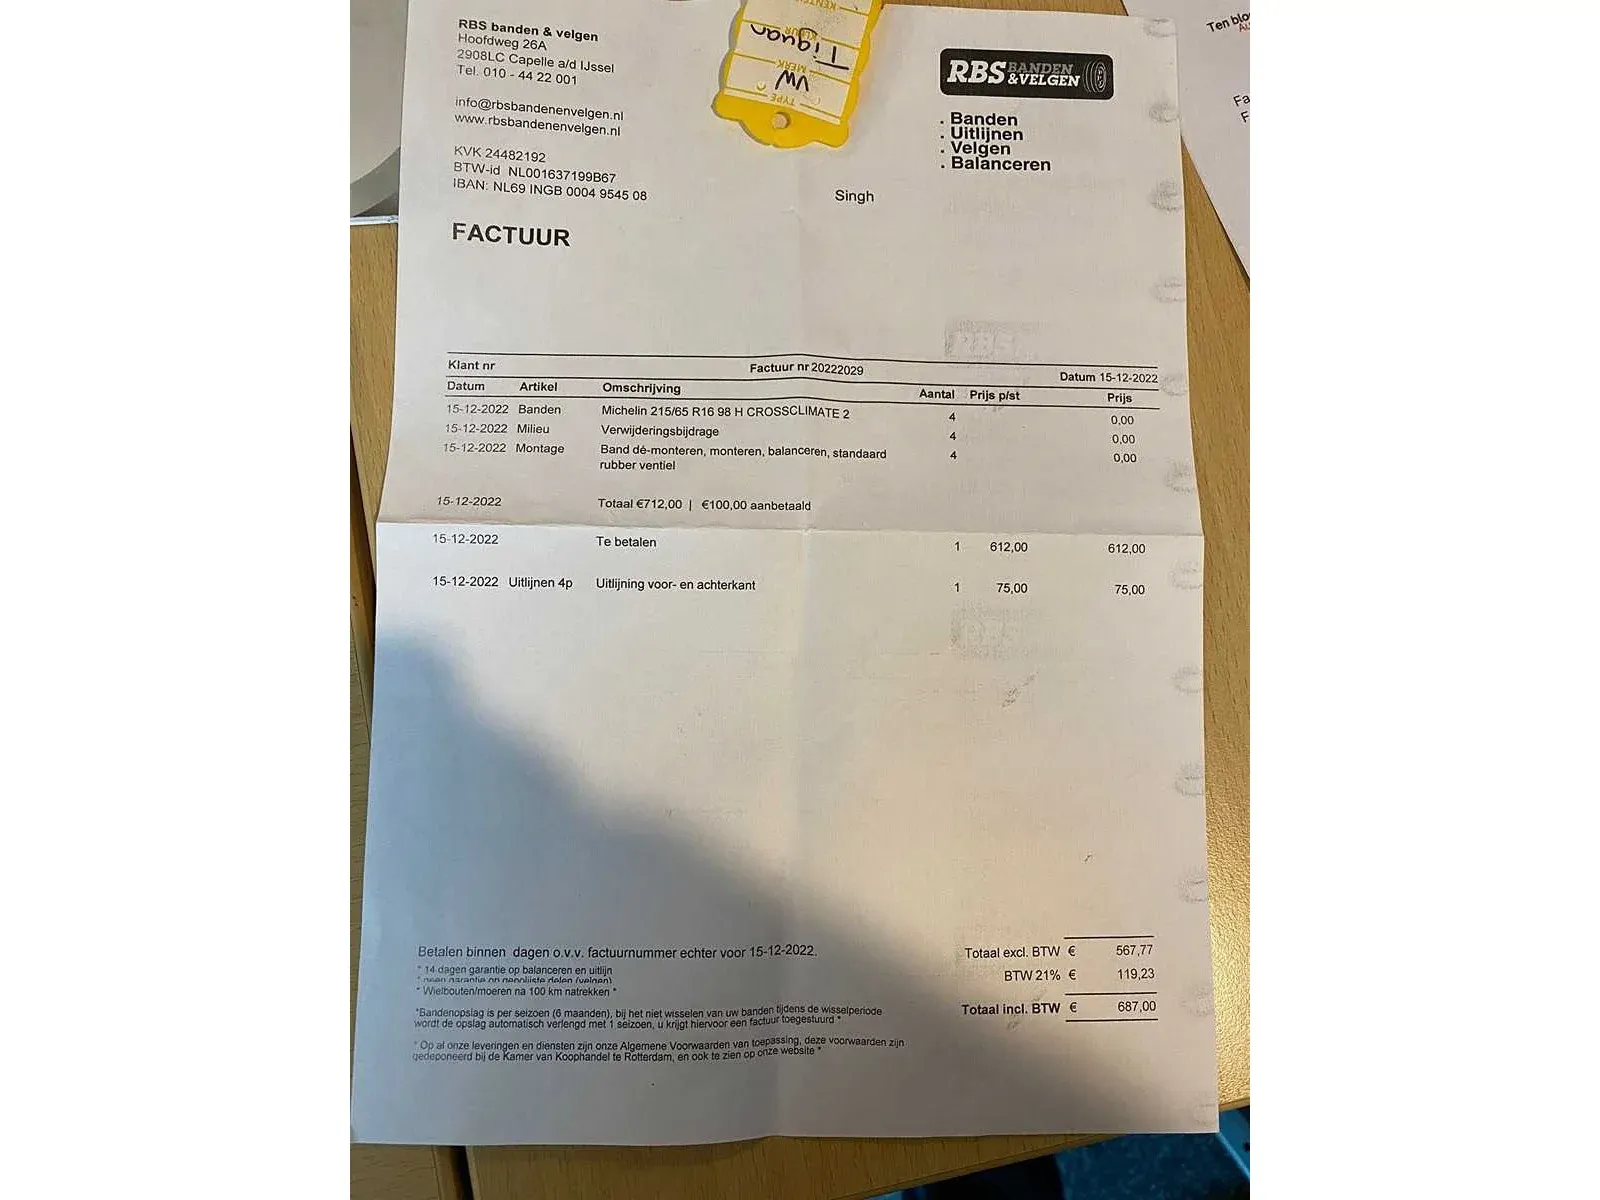 RBS banden & velgen
Hoofdweg 26A
2908LC Capelle a/d IJssel
Tel. 010 - 44 22 001
info@rbsbandenenvelgen.nl
www.rbsbandenenvelgen.nl
KVK 24482192
BTW-id NL001637199B67
IBAN: NL69 INGB 0004 9545 08
KLEUR
Tiguan
MERK
VW
TYPE
RBS BANDEN
&VELGEN
. Banden
. Uitlijnen
. Velgen
. Balanceren
Ten
Singh
FACTUUR
Klant nr Factuur nr 20222029 Datum 15-12-2022
Datum Artikel Omschrijving Aantal Prijs p/st Prijs
15-12-2022 Banden Michelin 215/65 R16 98 H CROSSCLIMATE 2 4 0,00
15-12-2022 Milieu Verwijderingsbijdrage 4 0,00
15-12-2022 Montage Band dé-monteren, monteren, balanceren, standaard 4 0,00
rubber ventiel
15-12-2022 Totaal €712,00 | €100,00 aanbetaald
15-12-2022 Te betalen 1 612,00 612,00
15-12-2022 Uitlijnen 4p Uitlijning voor- en achterkant 1 75,00 75,00
Betalen binnen dagen o.v.v. factuurnummer echter voor 15-12-2022.
* 14 dagen garantie op balanceren en uitlijn
* geen garantie op gepolijste delen (velgen)
* Wielbouten/moeren na 100 km natrekken *
*Bandenopslag is per seizoen (6 maanden), bij het niet wisselen van uw banden tijdens de wisselperiode
wordt de opslag automatisch verlengd met 1 seizoen, u krijgt hiervoor een factuur toegestuurd *
* Op al onze leveringen en diensten zijn onze Algemene Voorwaarden van toepassing, deze voorwaarden zijn
gedeponeerd bij de Kamer van Koophandel te Rotterdam, en ook te zien op onze website *
Totaal excl. BTW € 567,77
BTW 21% € 119,23
Totaal incl. BTW € 687,00